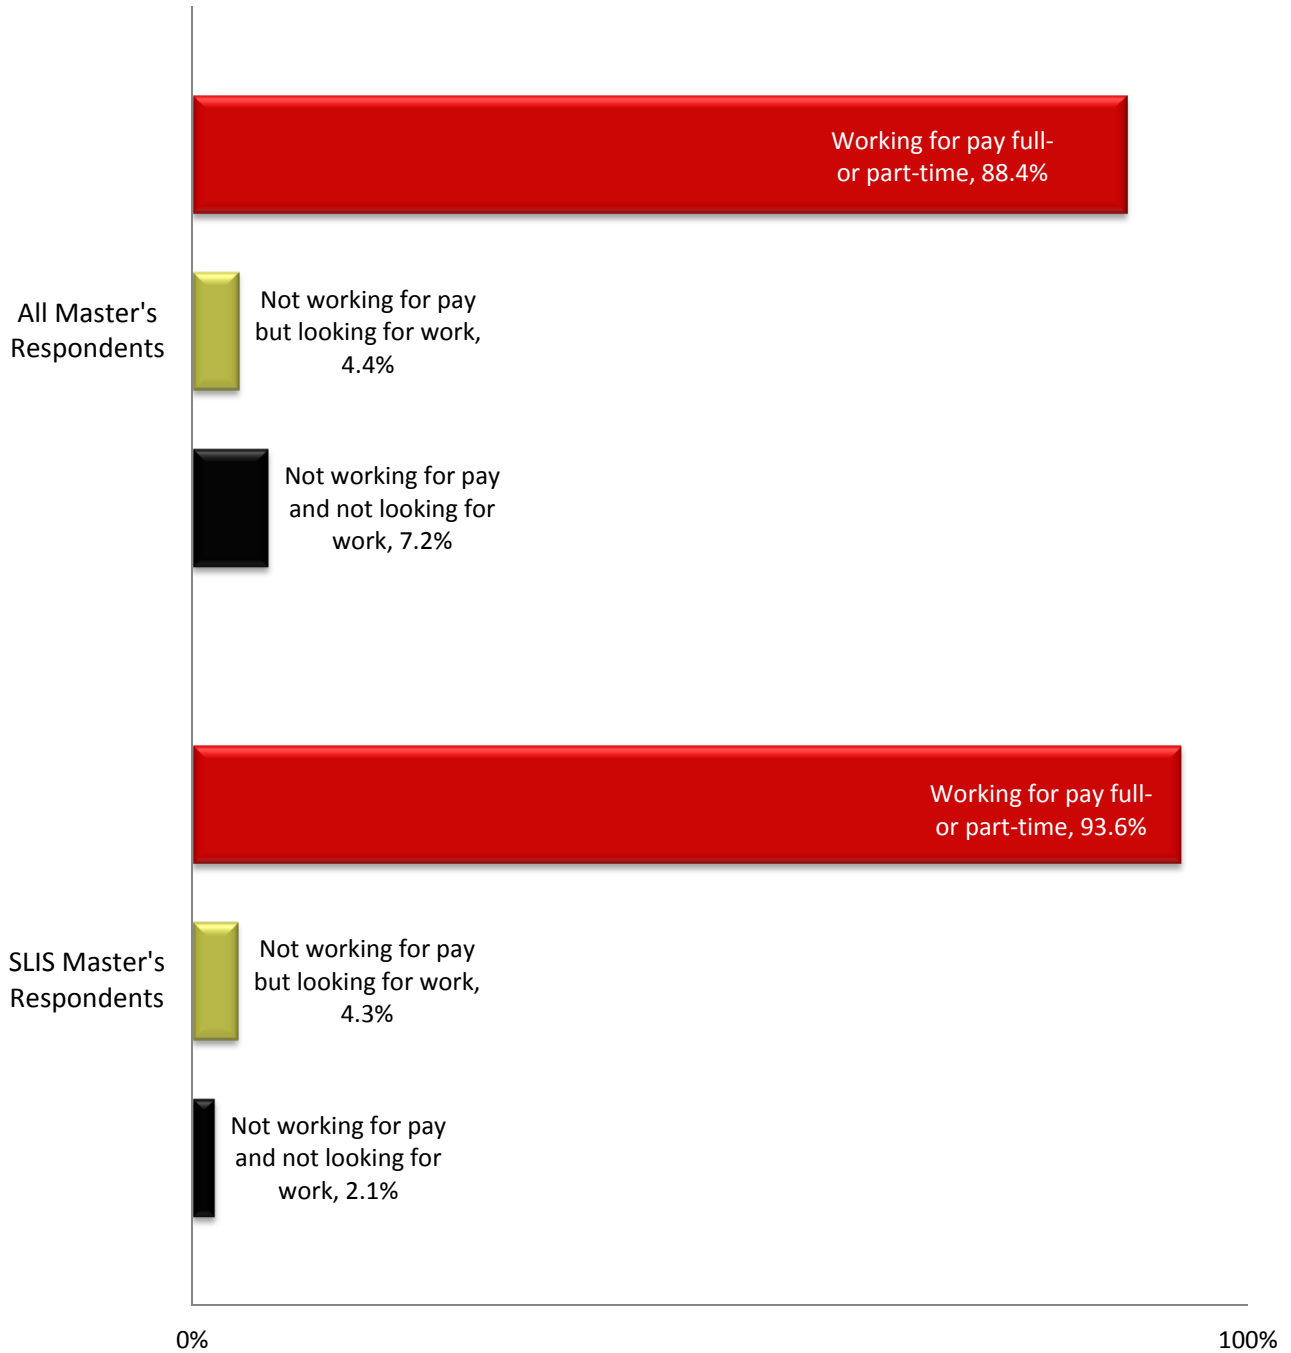 Working for pay full-
or part-time, 88.4%
All Master's
Respondents
Not working for pay
but looking for work,
4.4%
Not working for pay
and not looking for
work, 7.2%
Working for pay full-
or part-time, 93.6%
SLIS Master's
Respondents
Not working for pay
but looking for work,
4.3%
Not working for pay
and not looking for
work, 2.1%
0%
100%